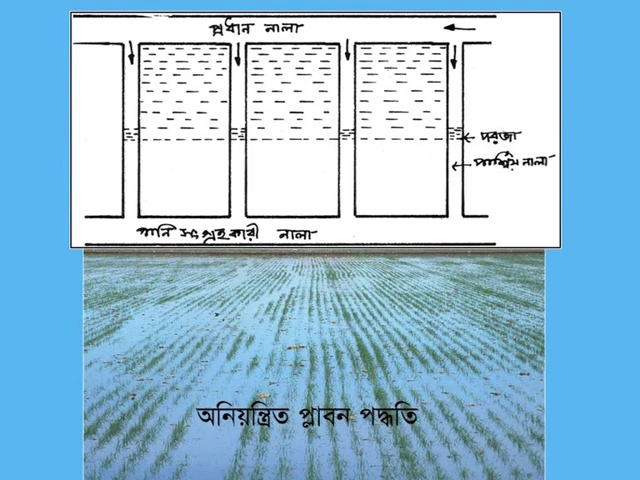 প্রধান নালা
দরজা
পার্শ্বিয় নালা
পানি সংগ্রহকারী নালা
অনিয়ন্ত্রিত প্লাবন পদ্ধতি